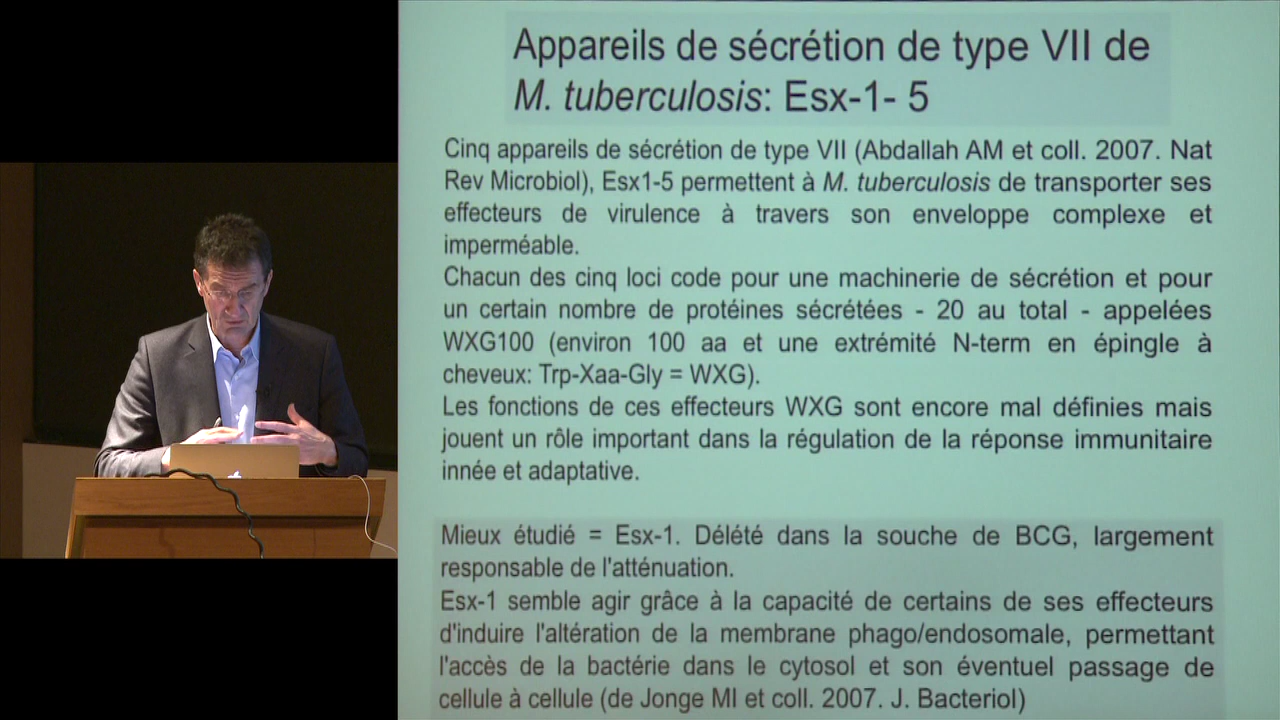 Appareils de sécrétion de type VII de
M. tuberculosis: Esx-1- 5
Cinq appareils de sécrétion de type VII (Abdallah AM et coll. 2007. Nat
Rev Microbiol), Esx1-5 permettent à M. tuberculosis de transporter ses
effecteurs de virulence à travers son enveloppe complexe et
imperméable.
Chacun des cinq loci code pour une machinerie de sécrétion et pour
un certain nombre de protéines sécrétées - 20 au total - appelées
WXG100 (environ 100 aa et une extrémité N-term en épingle à
cheveux: Trp-Xaa-Gly = WXG).
Les fonctions de ces effecteurs WXG sont encore mal définies mais
jouent un rôle important dans la régulation de la réponse immunitaire
innée et adaptative.
Mieux étudié = Esx-1. Délété dans la souche de BCG, largement
responsable de l'atténuation.
Esx-1 semble agir grâce à la capacité de certains de ses effecteurs
d'induire l'altération de la membrane phago/endosomale, permettant
l'accès de la bactérie dans le cytosol et son éventuel passage de
cellule à cellule (de Jonge MI et coll. 2007. J. Bacteriol)